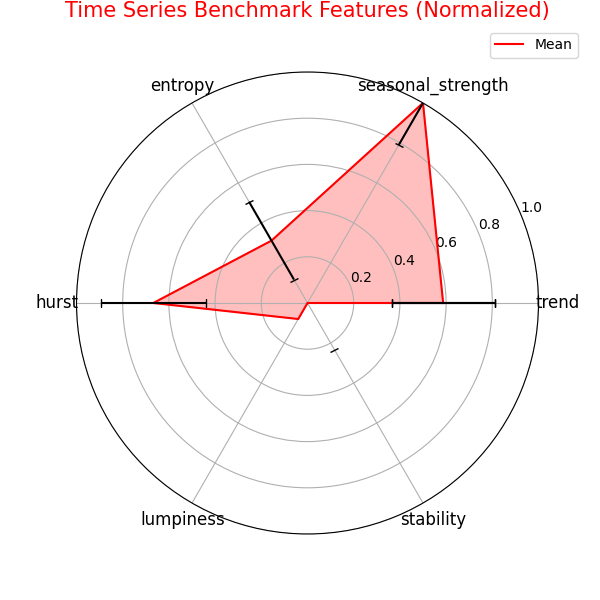 Time Series Benchmark Features (Normalized)
Mean
entropy
seasonal_strength
1.0
0.8
0.6
0.4
0.2
hurst
trend
lumpiness
stability